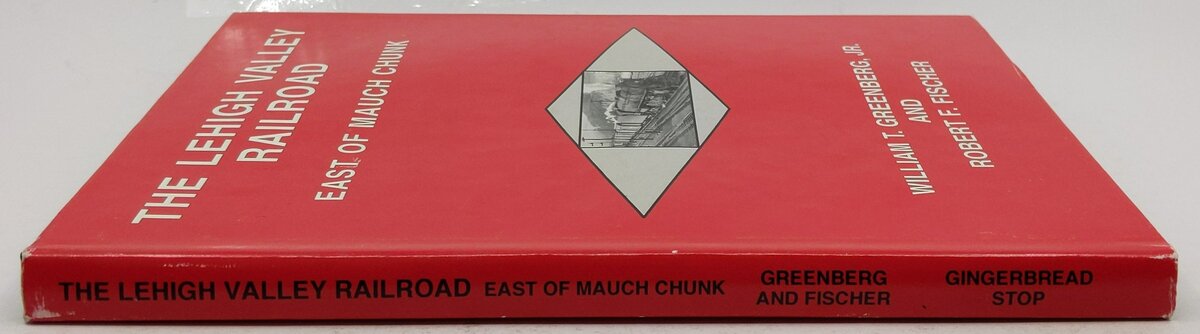 THE LEHIGH VALLEY
RAILROAD
EAST OF MAUCH CHUNK
WILLIAM T. GREENBERG, JR.
AND
ROBERT F. FISCHER
THE LEHIGH VALLEY RAILROAD EAST OF MAUCH CHUNK
GREENBERG
AND FISCHER
GINGERBREAD
STOP